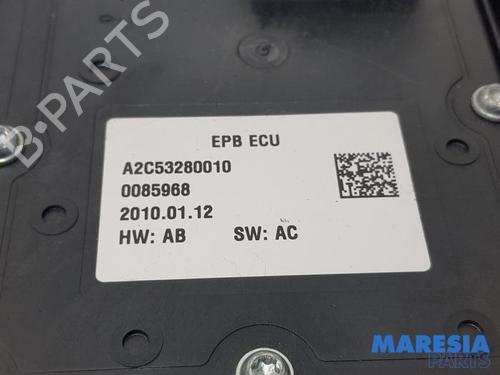 EPB ECU
A2C53280010
0085968
2010.01.12
HW: AB SW: AC
B-PARTS
MARESIA
PARTS